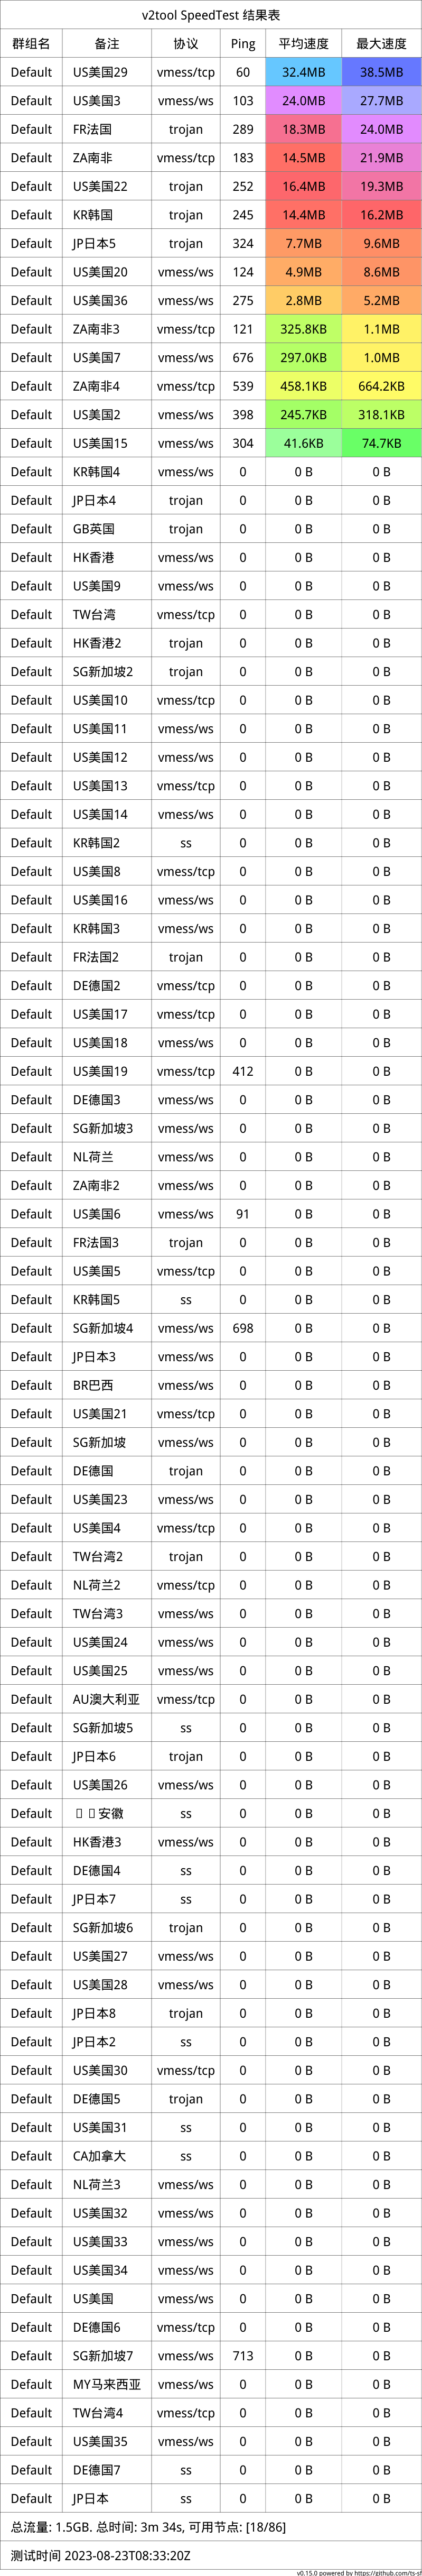 v2tool SpeedTest 结果表
群组名 备注 协议 Ping 平均速度 最大速度
Default US美国29 vmess/tcp 60 32.4MB 38.5MB
Default US美国3 vmess/ws 103 24.0MB 27.7MB
Default FR法国 trojan 289 18.3MB 24.0MB
Default ZA南非 vmess/tcp 183 14.5MB 21.9MB
Default US美国22 trojan 252 16.4MB 19.3MB
Default KR韩国 trojan 245 14.4MB 16.2MB
Default JP日本5 trojan 324 7.7MB 9.6MB
Default US美国20 vmess/ws 124 4.9MB 8.6MB
Default US美国36 vmess/ws 275 2.8MB 5.2MB
Default ZA南非3 vmess/tcp 121 325.8KB 1.1MB
Default US美国7 vmess/ws 676 297.0KB 1.0MB
Default ZA南非4 vmess/tcp 539 458.1KB 664.2KB
Default US美国2 vmess/ws 398 245.7KB 318.1KB
Default US美国15 vmess/ws 304 41.6KB 74.7KB
Default KR韩国4 vmess/ws 0 0 B 0 B
Default JP日本4 trojan 0 0 B 0 B
Default GB英国 trojan 0 0 B 0 B
Default HK香港 vmess/ws 0 0 B 0 B
Default US美国9 vmess/ws 0 0 B 0 B
Default TW台湾 vmess/tcp 0 0 B 0 B
Default HK香港2 trojan 0 0 B 0 B
Default SG新加坡2 trojan 0 0 B 0 B
Default US美国10 vmess/tcp 0 0 B 0 B
Default US美国11 vmess/ws 0 0 B 0 B
Default US美国12 vmess/ws 0 0 B 0 B
Default US美国13 vmess/tcp 0 0 B 0 B
Default US美国14 vmess/ws 0 0 B 0 B
Default KR韩国2 ss 0 0 B 0 B
Default US美国8 vmess/tcp 0 0 B 0 B
Default US美国16 vmess/ws 0 0 B 0 B
Default KR韩国3 vmess/ws 0 0 B 0 B
Default FR法国2 trojan 0 0 B 0 B
Default DE德国2 vmess/tcp 0 0 B 0 B
Default US美国17 vmess/tcp 0 0 B 0 B
Default US美国18 vmess/ws 0 0 B 0 B
Default US美国19 vmess/tcp 412 0 B 0 B
Default DE德国3 vmess/ws 0 0 B 0 B
Default SG新加坡3 vmess/ws 0 0 B 0 B
Default NL荷兰 vmess/ws 0 0 B 0 B
Default ZA南非2 vmess/ws 0 0 B 0 B
Default US美国6 vmess/ws 91 0 B 0 B
Default FR法国3 trojan 0 0 B 0 B
Default US美国5 vmess/tcp 0 0 B 0 B
Default KR韩国5 ss 0 0 B 0 B
Default SG新加坡4 vmess/ws 698 0 B 0 B
Default JP日本3 vmess/ws 0 0 B 0 B
Default BR巴西 vmess/ws 0 0 B 0 B
Default US美国21 vmess/tcp 0 0 B 0 B
Default SG新加坡 vmess/ws 0 0 B 0 B
Default DE德国 trojan 0 0 B 0 B
Default US美国23 vmess/ws 0 0 B 0 B
Default US美国4 vmess/tcp 0 0 B 0 B
Default TW台湾2 trojan 0 0 B 0 B
Default NL荷兰2 vmess/tcp 0 0 B 0 B
Default TW台湾3 vmess/ws 0 0 B 0 B
Default US美国24 vmess/ws 0 0 B 0 B
Default US美国25 vmess/ws 0 0 B 0 B
Default AU澳大利亚 vmess/tcp 0 0 B 0 B
Default SG新加坡5 ss 0 0 B 0 B
Default JP日本6 trojan 0 0 B 0 B
Default US美国26 vmess/ws 0 0 B 0 B
Default 安徽 ss 0 0 B 0 B
Default HK香港3 vmess/ws 0 0 B 0 B
Default DE德国4 ss 0 0 B 0 B
Default JP日本7 ss 0 0 B 0 B
Default SG新加坡6 trojan 0 0 B 0 B
Default US美国27 vmess/ws 0 0 B 0 B
Default US美国28 vmess/ws 0 0 B 0 B
Default JP日本8 trojan 0 0 B 0 B
Default JP日本2 ss 0 0 B 0 B
Default US美国30 vmess/tcp 0 0 B 0 B
Default DE德国5 trojan 0 0 B 0 B
Default US美国31 ss 0 0 B 0 B
Default CA加拿大 ss 0 0 B 0 B
Default NL荷兰3 vmess/ws 0 0 B 0 B
Default US美国32 vmess/ws 0 0 B 0 B
Default US美国33 vmess/ws 0 0 B 0 B
Default US美国34 vmess/ws 0 0 B 0 B
Default US美国 vmess/ws 0 0 B 0 B
Default DE德国6 vmess/tcp 0 0 B 0 B
Default SG新加坡7 vmess/ws 713 0 B 0 B
Default MY马来西亚 vmess/ws 0 0 B 0 B
Default TW台湾4 vmess/tcp 0 0 B 0 B
Default US美国35 vmess/ws 0 0 B 0 B
Default DE德国7 ss 0 0 B 0 B
Default JP日本 ss 0 0 B 0 B
总流量: 1.5GB. 总时间: 3m 34s, 可用节点: [18/86]
测试时间 2023-08-23T08:33:20Z
v0.15.0 powered by https://github.com/ts-sf